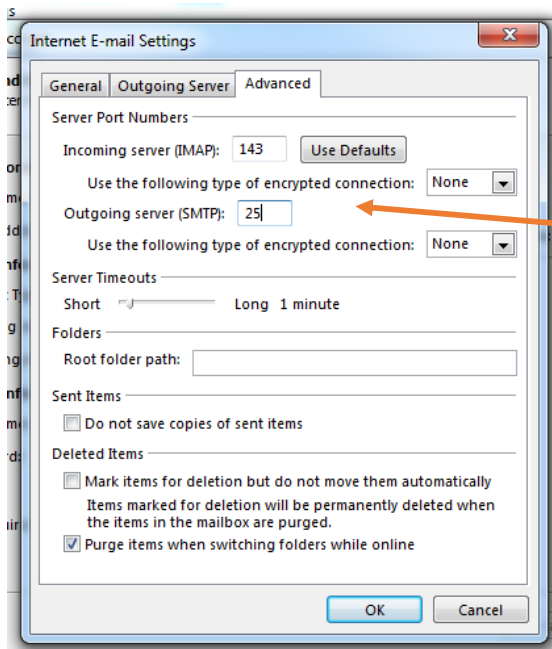 Internet E-mail Settings
General Outgoing Server Advanced
Server Port Numbers
Incoming server (IMAP): 143 Use Defaults
Use the following type of encrypted connection: None
Outgoing server (SMTP): 25
Use the following type of encrypted connection: None
Server Timeouts
Short Long 1 minute
Folders
Root folder path:
Sent Items
Do not save copies of sent items
Deleted Items
Mark items for deletion but do not move them automatically
Items marked for deletion will be permanently deleted when
the items in the mailbox are purged.
Purge items when switching folders while online
OK Cancel